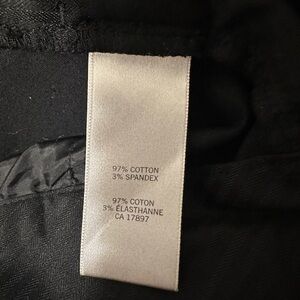 97% COTTON
3% SPANDEX
97% COTON
3% ÉLASTHANNE
CA 17897